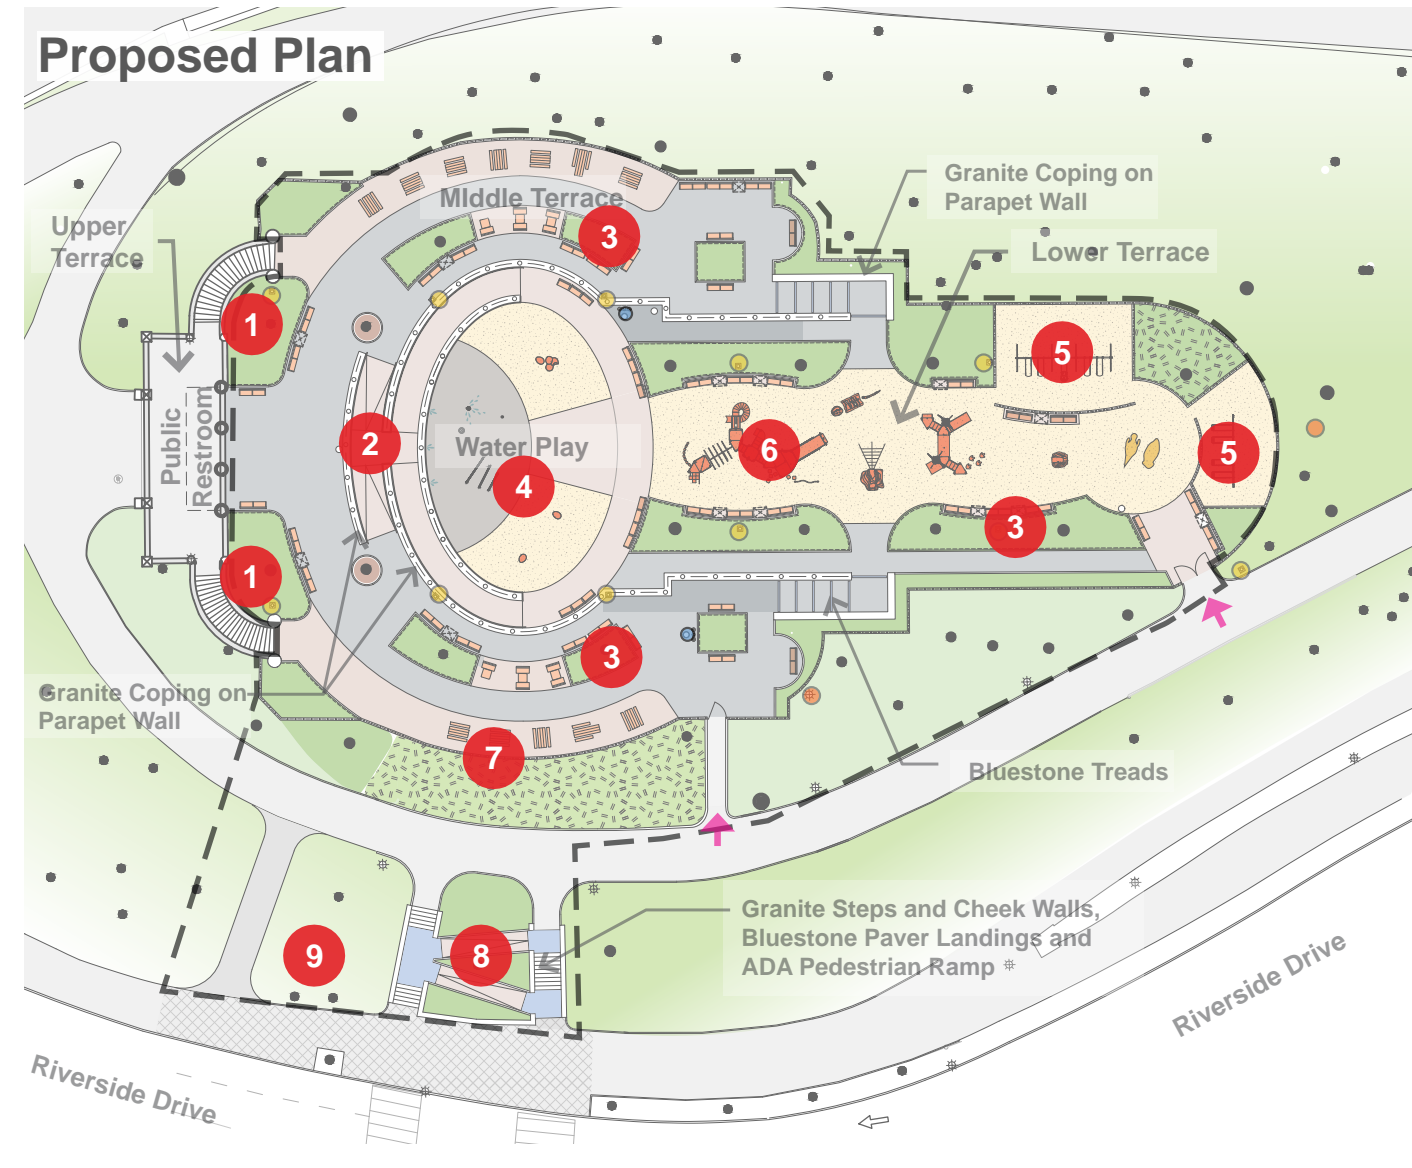 Proposed Plan
Granite Coping on
Parapet Wall
MIddle Terrace
Upper
Terrace
3
Lower Terrace
1
5
2
Public
Restroom
Water Play
6
5
4
3
1
3
Granite Coping on
Parapet Wall
7
Bluestone Treads
Granite Steps and Cheek Walls,
Bluestone Paver Landings and
ADA Pedestrian Ramp
9
8
Riverside Drive
Riverside Drive